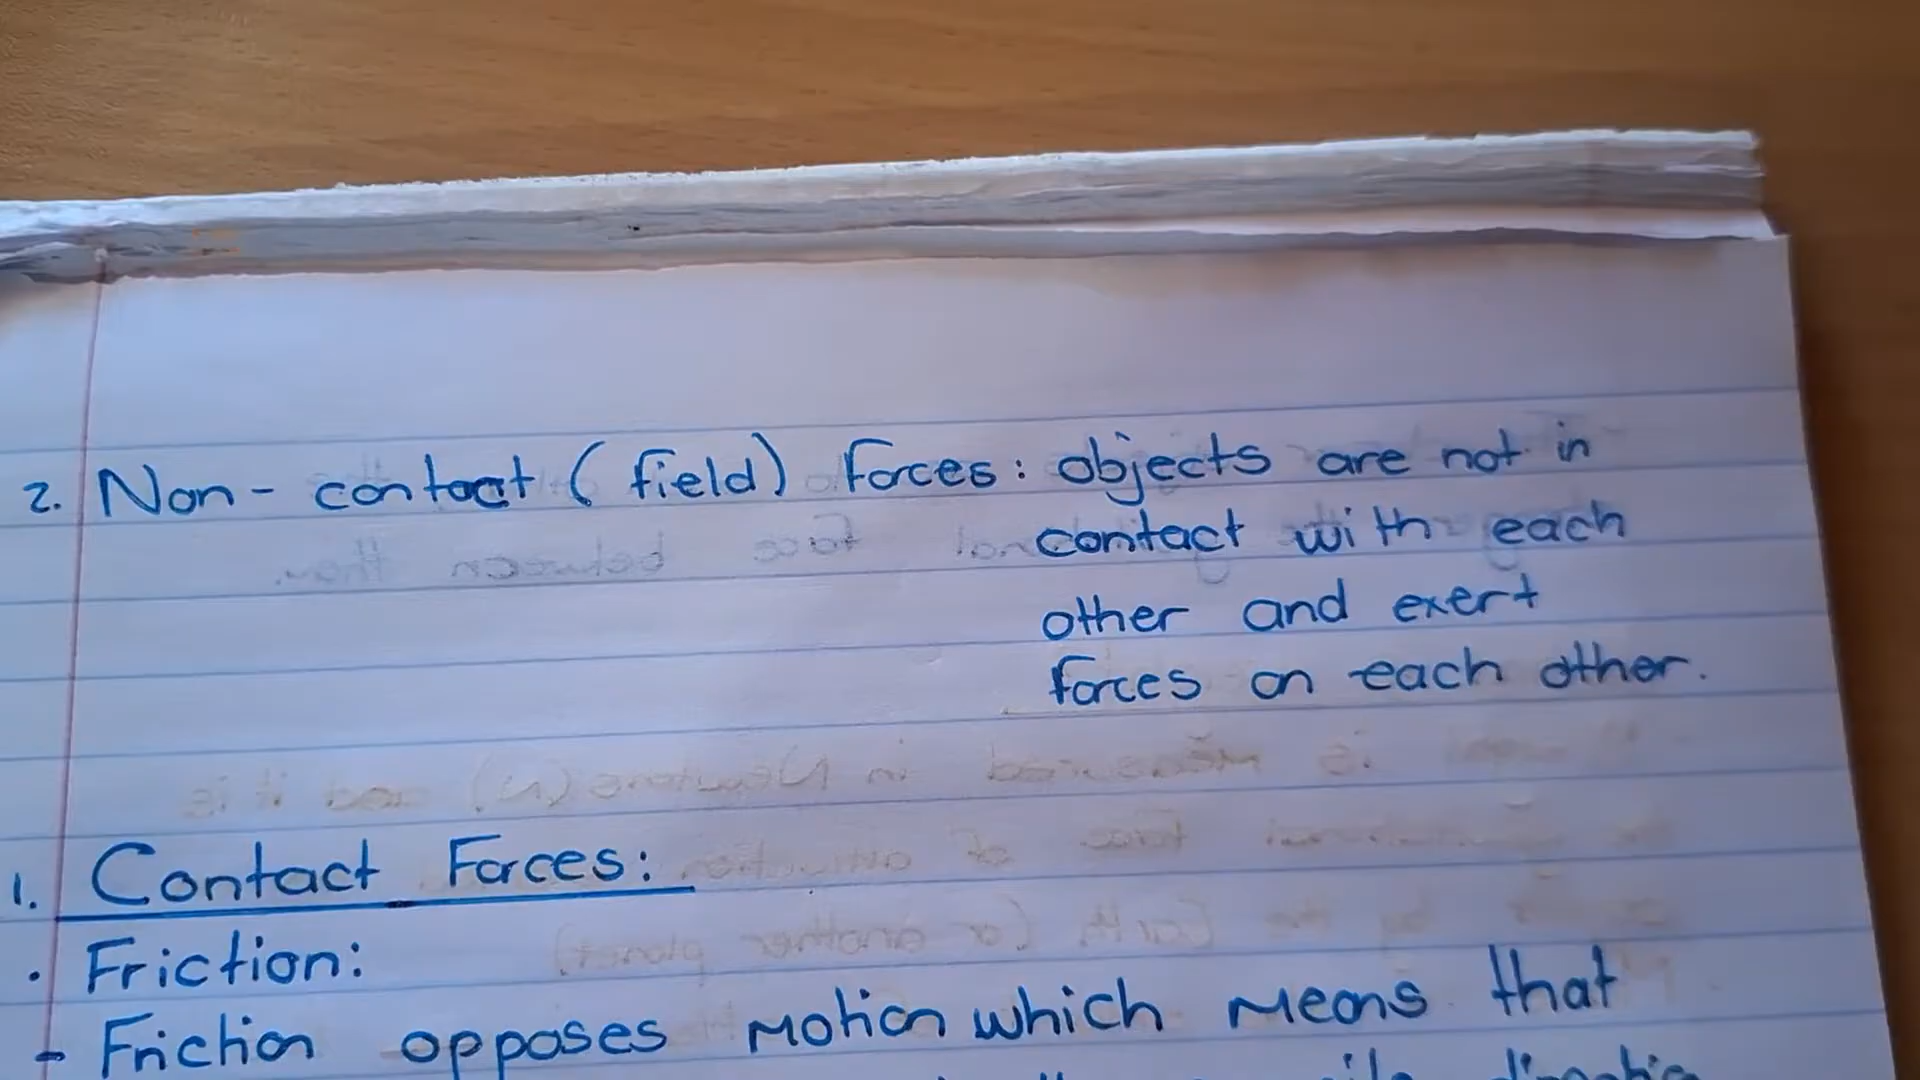 2. Non-contact (field) forces: objects are not in
contact with each
other and exert
forces on each other.
1. Contact Forces:
• Friction:
- Friction opposes motion which means that